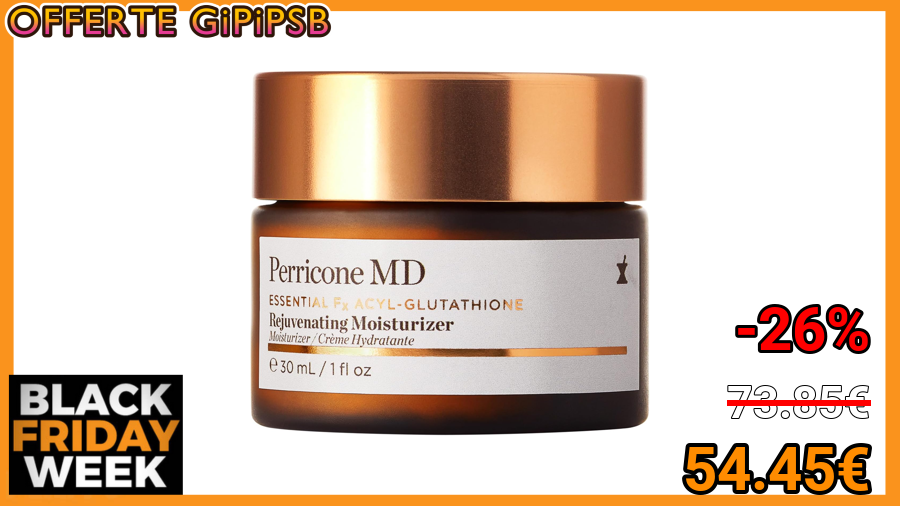 OFFERTE GiPiPSB
Perricone MD
ESSENTIAL Fx ACYL-GLUTATHIONE
Rejuvenating Moisturizer
Moisturizer / Crème Hydratante
℮ 30 mL / 1 fl oz
-26%
73.85€
54.45€
BLACK
FRIDAY
WEEK